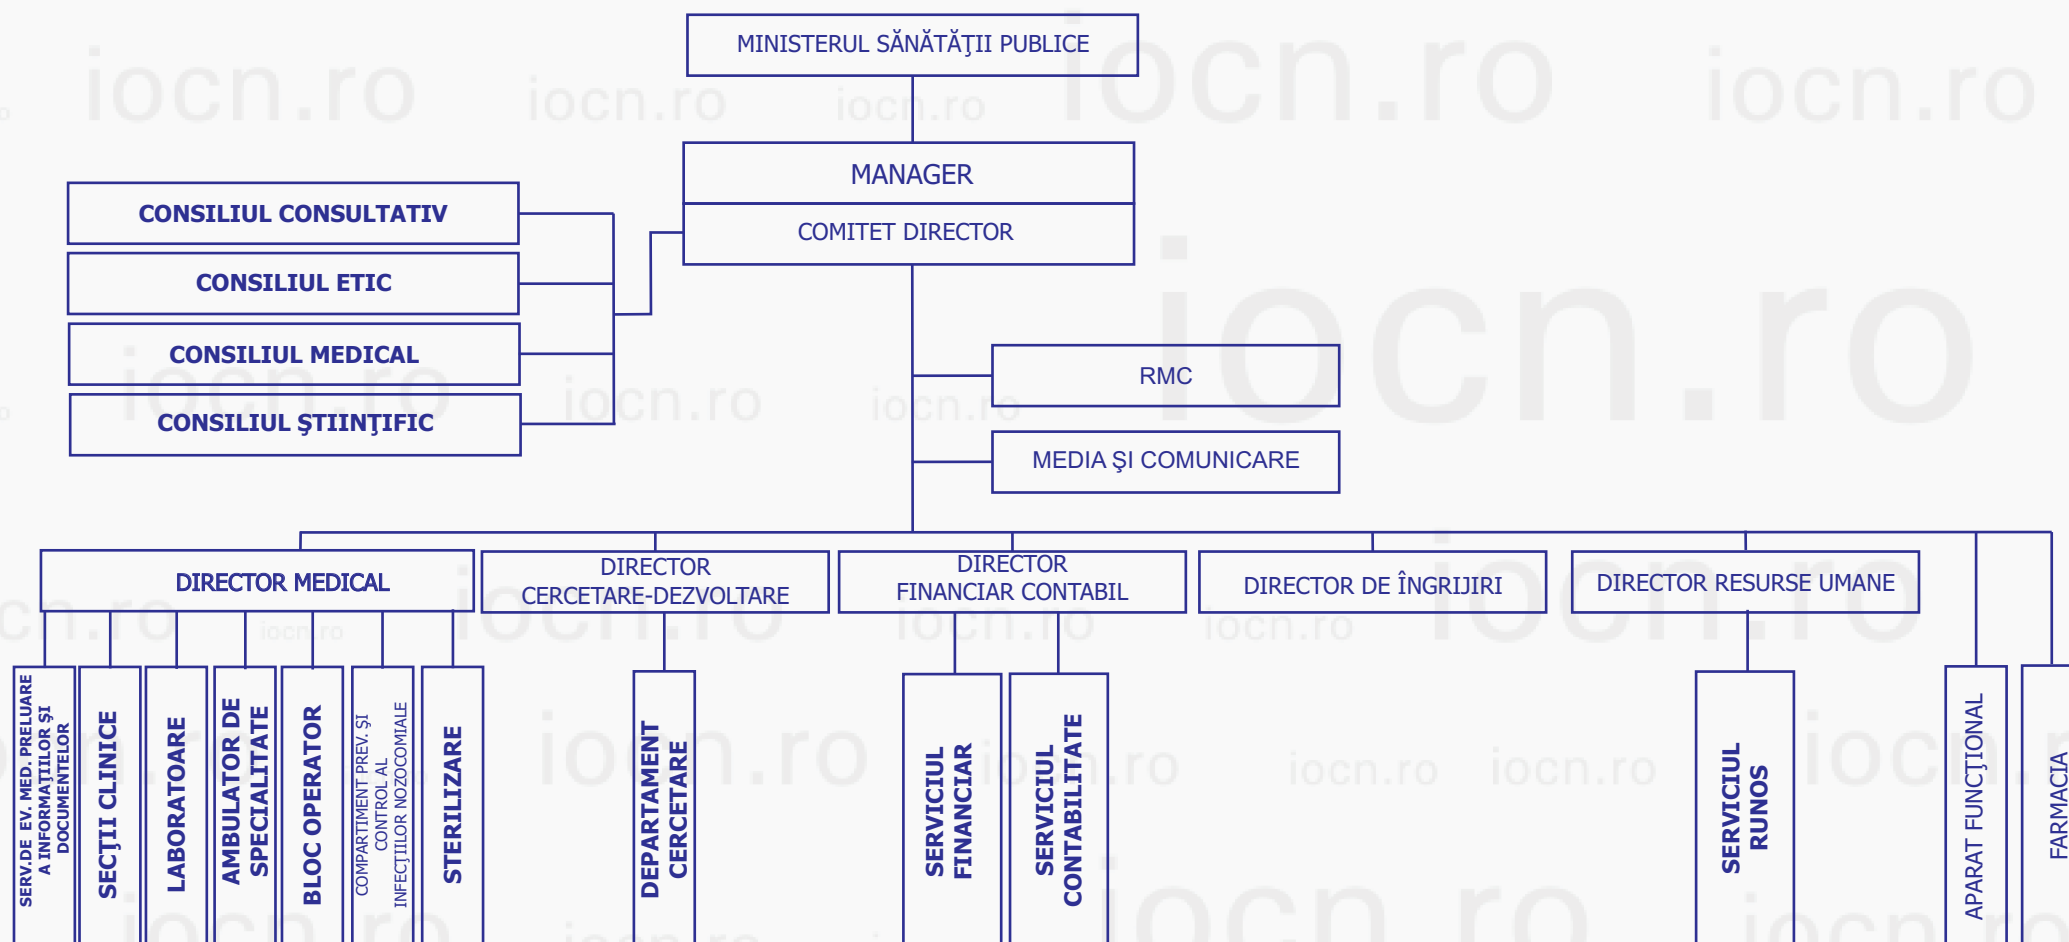 MINISTERUL SĂNĂTĂŢII PUBLICE
MANAGER
COMITET DIRECTOR
CONSILIUL CONSULTATIV
CONSILIUL ETIC
CONSILIUL MEDICAL
CONSILIUL ŞTIINŢIFIC
RMC
MEDIA ŞI COMUNICARE
DIRECTOR MEDICAL
DIRECTOR
CERCETARE-DEZVOLTARE
DIRECTOR
FINANCIAR CONTABIL
DIRECTOR DE ÎNGRIJIRI
DIRECTOR RESURSE UMANE
SERV.DE EV. MED.PRELUARE
A INFORMAŢIILOR ŞI
DOCUMENTELOR
SECŢII CLINICE
LABORATOARE
AMBULATOR DE
SPECIALITATE
BLOC OPERATOR
COMPARTIMENT PREV. ŞI
CONTROL AL
INFECŢIILOR NOZOCOMIALE
STERILIZARE
DEPARTAMENT
CERCETARE
SERVICIUL
FINANCIAR
SERVICIUL
CONTABILITATE
SERVICIUL
RUNOS
APARAT FUNCŢIONAL
FARMACIA
iocn.ro